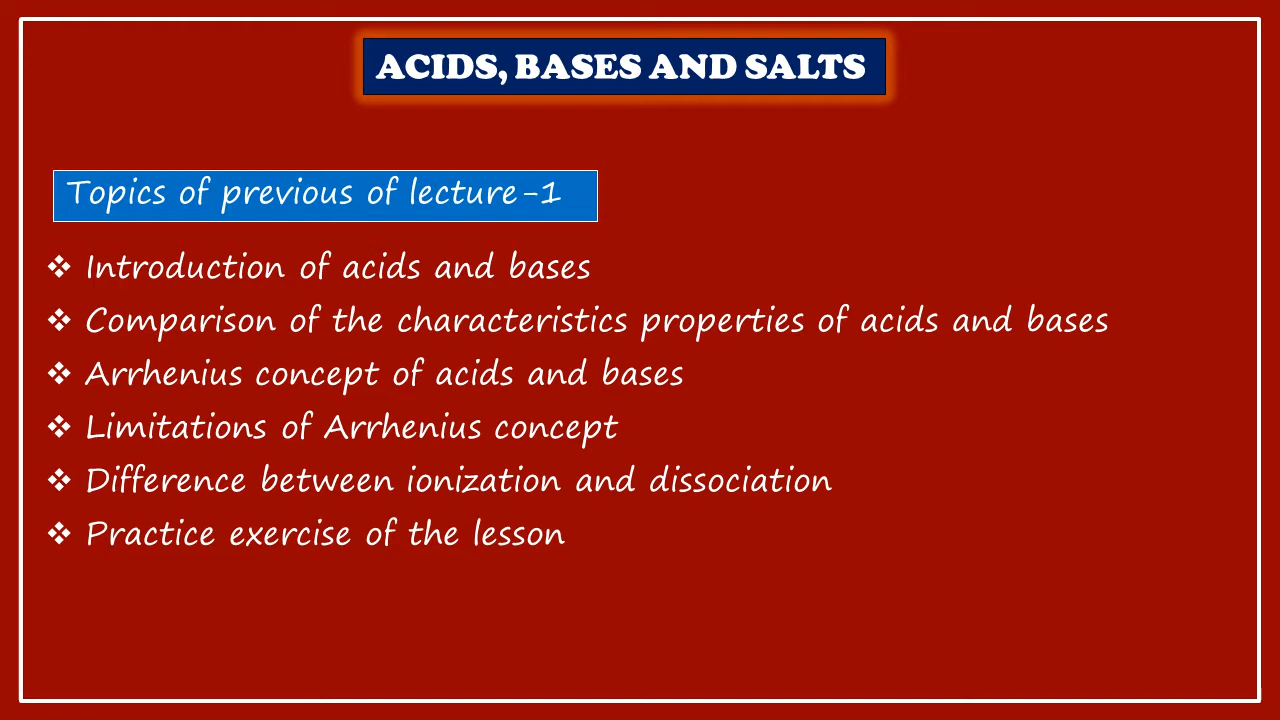 ACIDS, BASES AND SALTS
Topics of previous of lecture-1
❖ Introduction of acids and bases
❖ Comparison of the characteristics properties of acids and bases
❖ Arrhenius concept of acids and bases
❖ Limitations of Arrhenius concept
❖ Difference between ionization and dissociation
❖ Practice exercise of the lesson